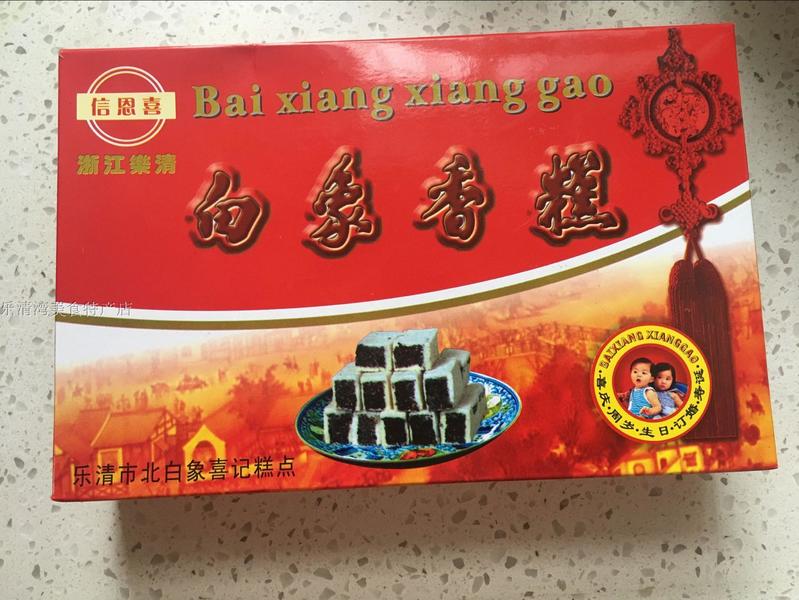 信恩喜
Bai xiang xiang gao
浙江樂清
白象香糕
乐清湾美食特产店
BAIXIANG XIANGGAO
喜庆·周岁·生日·订婚·寿诞
乐清市北白象喜记糕点